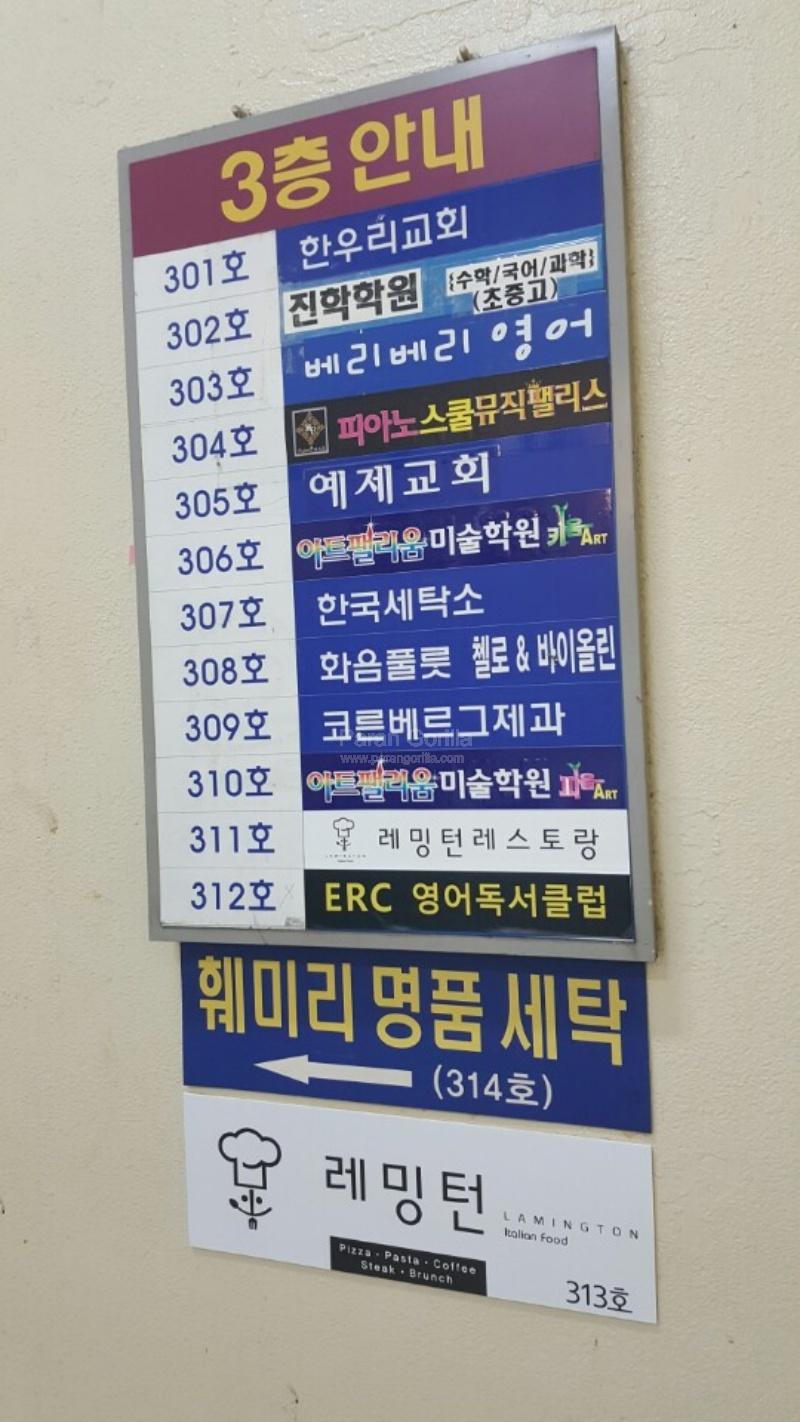 3층 안내
301호 한우리교회
302호 진학학원 {수학/국어/과학}
(초중고)
303호 베리베리 영어
304호 피아노스쿨뮤직팰리스
305호 예제교회
306호 아트팰리움미술학원 키움ART
307호 한국세탁소
308호 화음플룻 첼로 & 바이올린
309호 코른베르그제과
Paran Gorilla
www.parangorilla.com
310호 아트팰리움미술학원 ART
311호 LAMINGTON 레밍턴레스토랑
312호 ERC 영어독서클럽
훼미리 명품 세탁
(314호)
레밍턴 LAMINGTON
Italian Food
Pizza · Pasta · Coffee
Steak · Brunch
313호